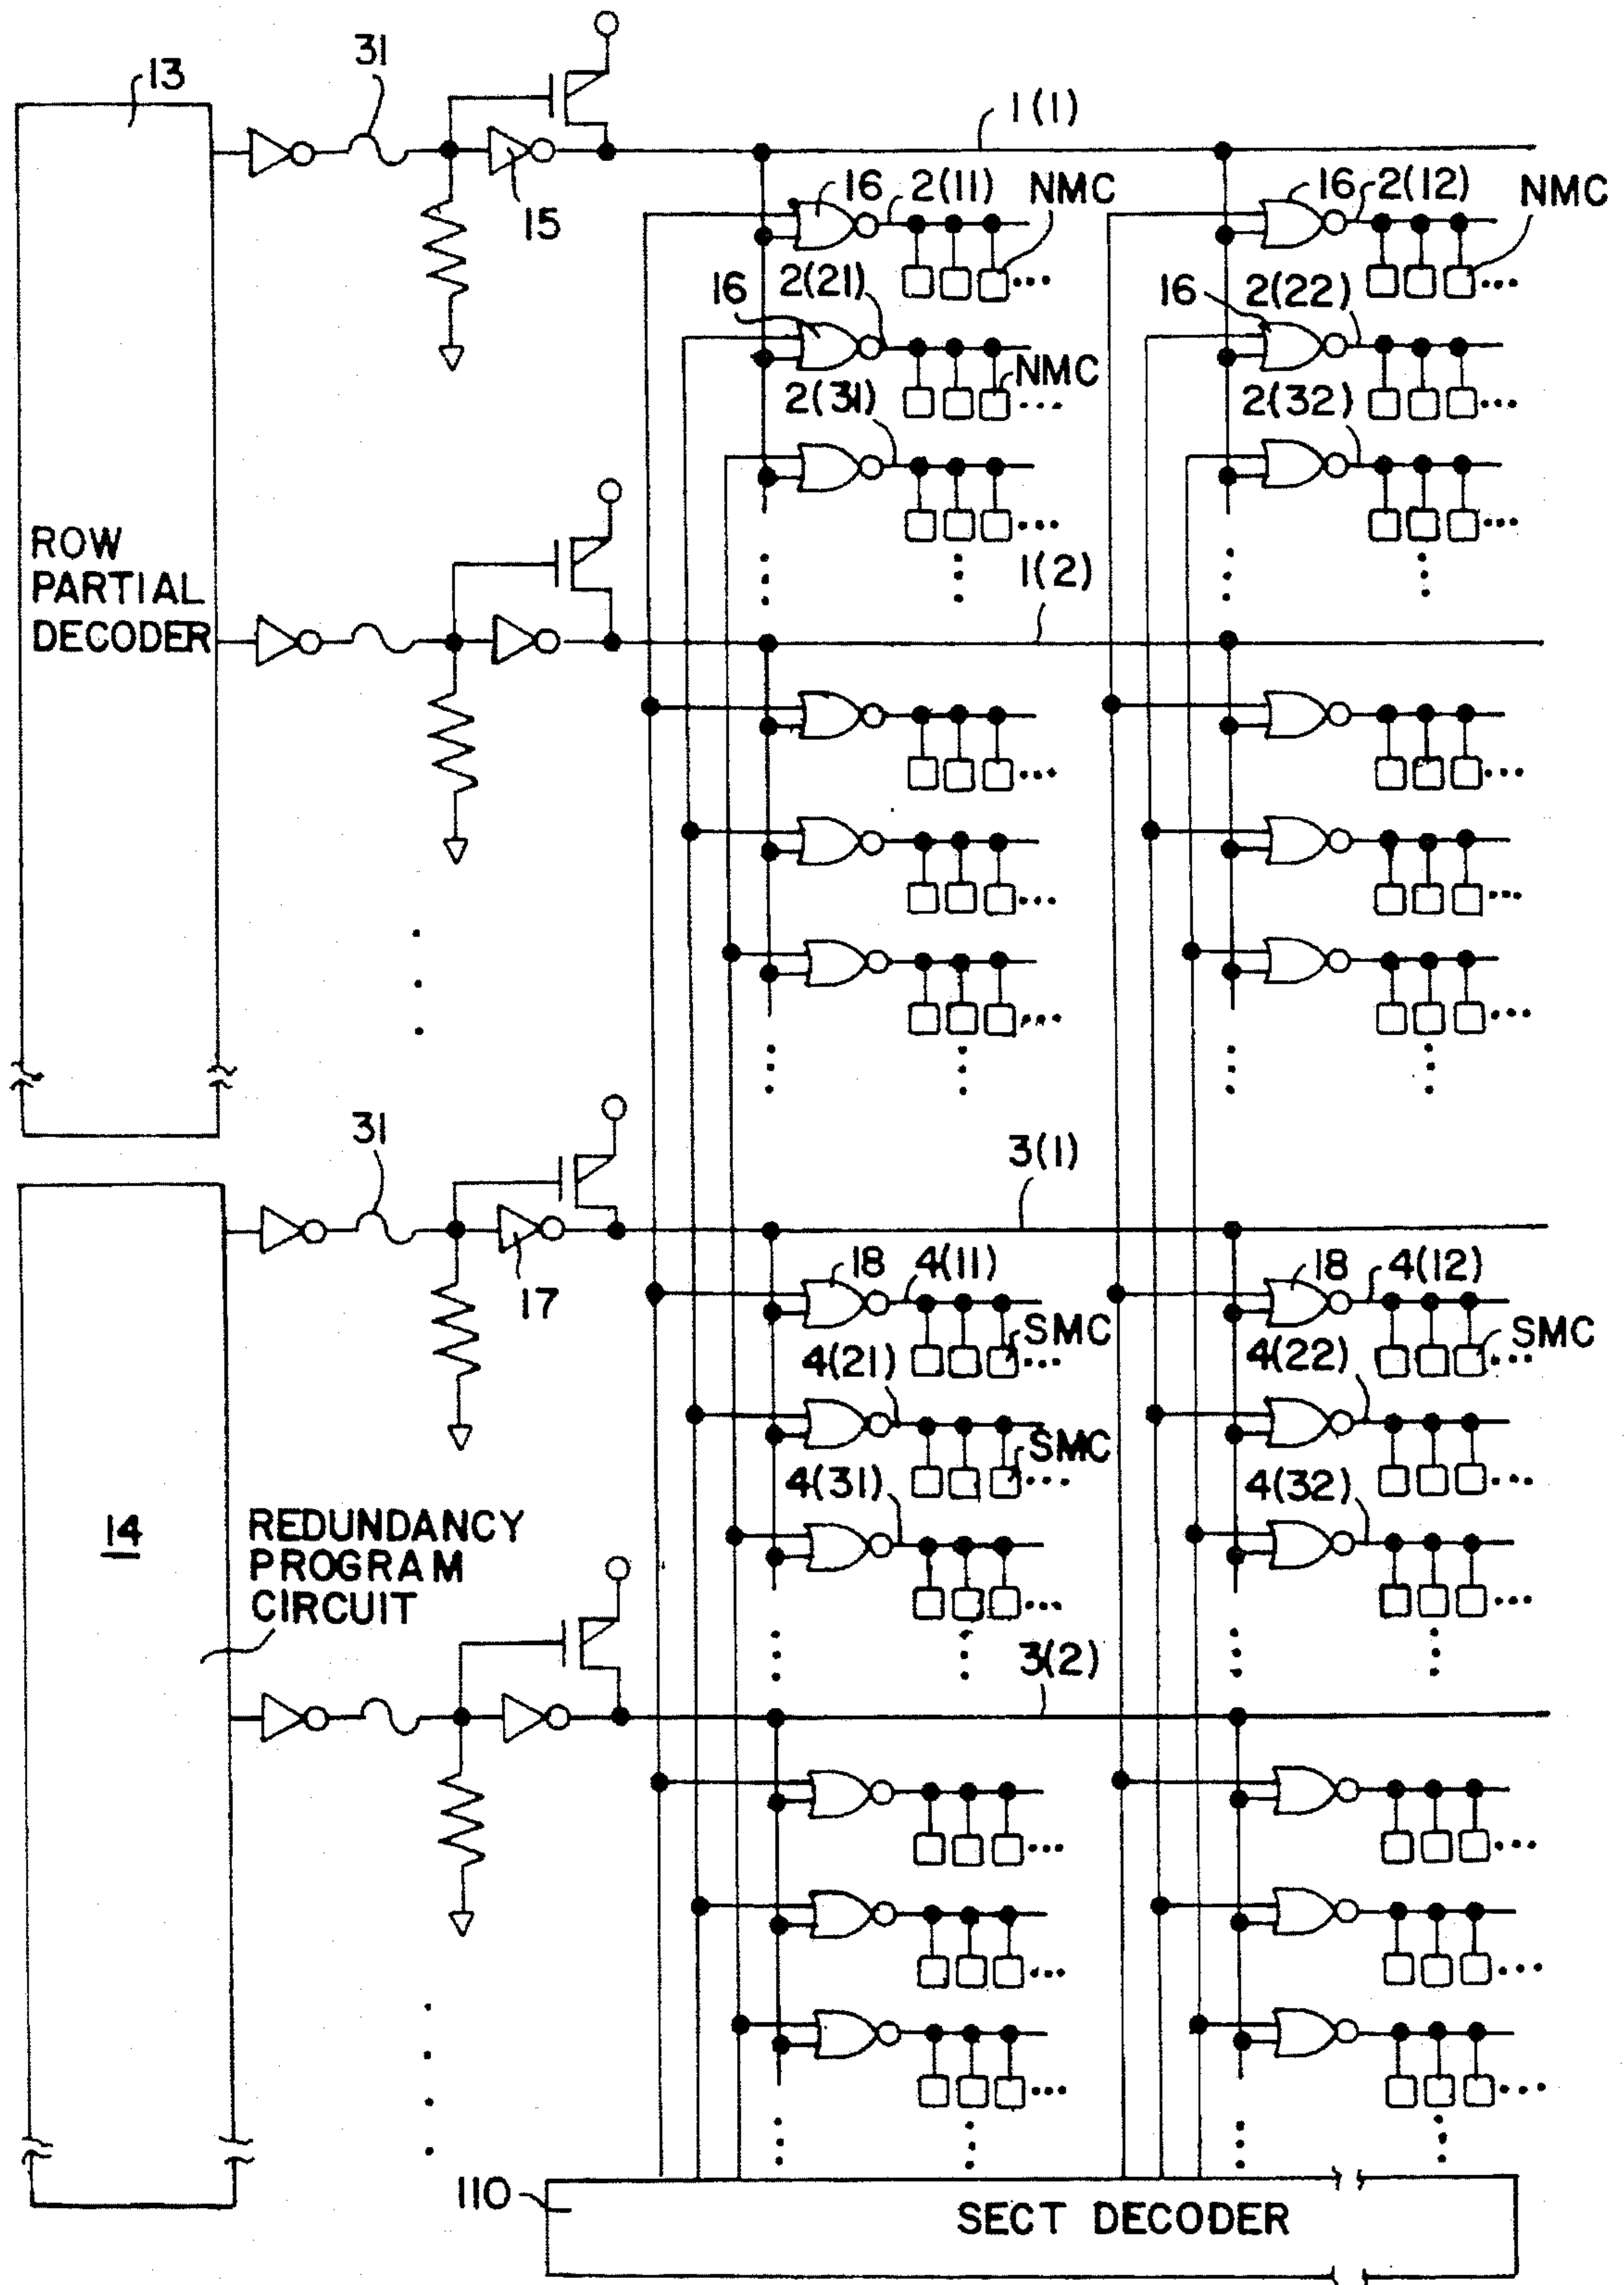 13
31
1(1)
15
16
2(11)
NMC
16
2(12)
NMC
16
2(21)
16
2(22)
NMC
2(31)
2(32)
ROW
PARTIAL
DECODER
1(2)
31
3(1)
17
18
4(11)
18
4(12)
SMC
SMC
4(21)
4(22)
SMC
4(31)
4(32)
14
REDUNDANCY
PROGRAM
CIRCUIT
3(2)
110
SECT DECODER